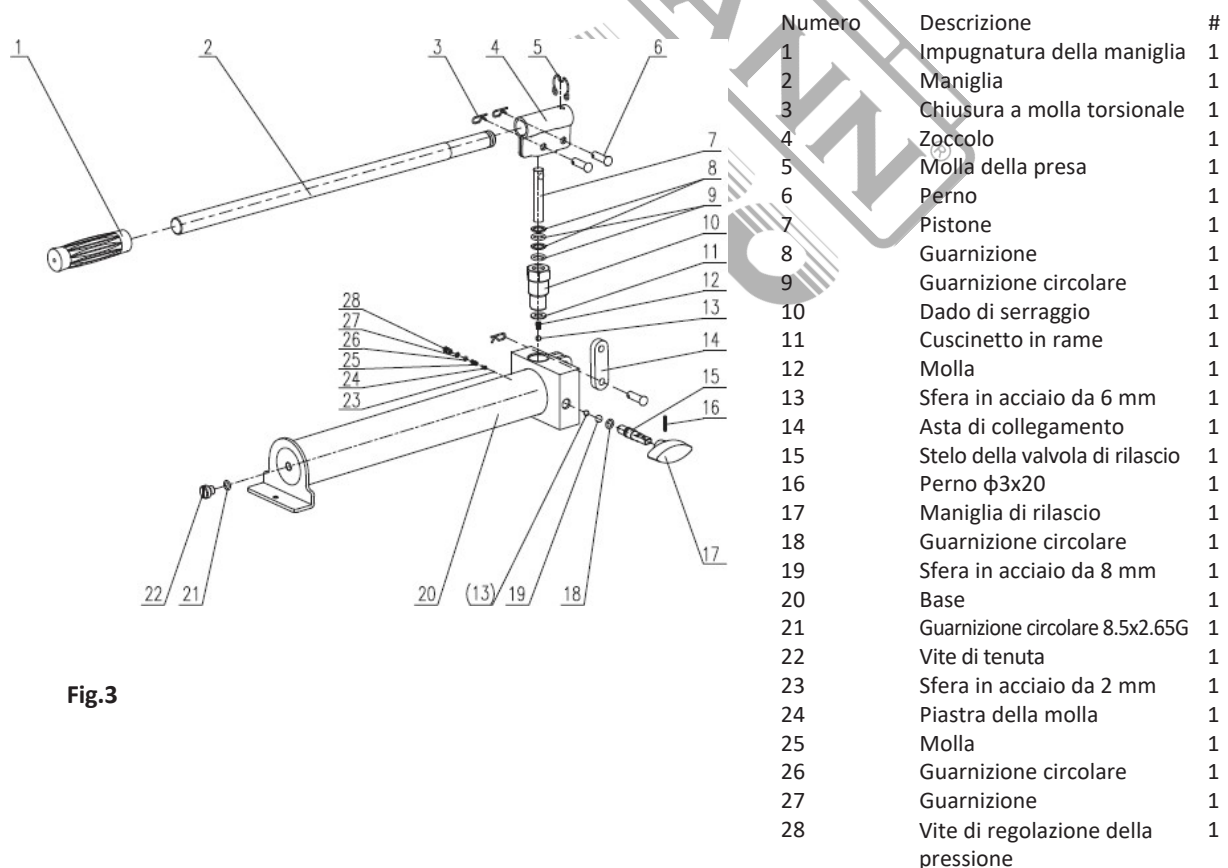 1
2
3
4
5
6
7
8
9
10
11
12
13
14
15
16
17
28
27
26
25
24
23
22
21
20
(13)
19
18
Fig.3
Numero Descrizione #
1 Impugnatura della maniglia 1
2 Maniglia 1
3 Chiusura a molla torsionale 1
4 Zoccolo 1
5 Molla della presa 1
6 Perno 1
7 Pistone 1
8 Guarnizione 1
9 Guarnizione circolare 1
10 Dado di serraggio 1
11 Cuscinetto in rame 1
12 Molla 1
13 Sfera in acciaio da 6 mm 1
14 Asta di collegamento 1
15 Stelo della valvola di rilascio 1
16 Perno φ3x20 1
17 Maniglia di rilascio 1
18 Guarnizione circolare 1
19 Sfera in acciaio da 8 mm 1
20 Base 1
21 Guarnizione circolare 8.5x2.65G 1
22 Vite di tenuta 1
23 Sfera in acciaio da 2 mm 1
24 Piastra della molla 1
25 Molla 1
26 Guarnizione circolare 1
27 Guarnizione 1
28 Vite di regolazione della 1
pressione
ANN
®